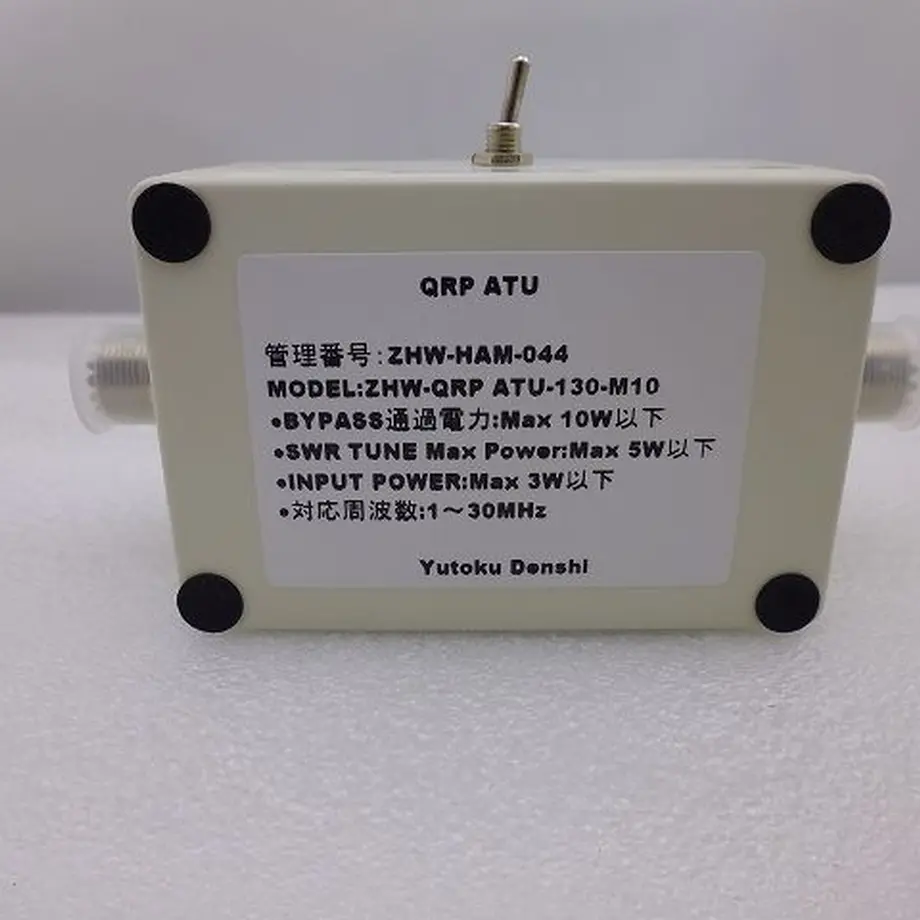 QRP ATU
管理番号:ZHW-HAM-044
MODEL:ZHW-QRP ATU-130-M10
•BYPASS通過電力:Max 10W以下
•SWR TUNE Max Power:Max 5W以下
•INPUT POWER:Max 3W以下
•対応周波数:1～30MHz
Yutoku Denshi